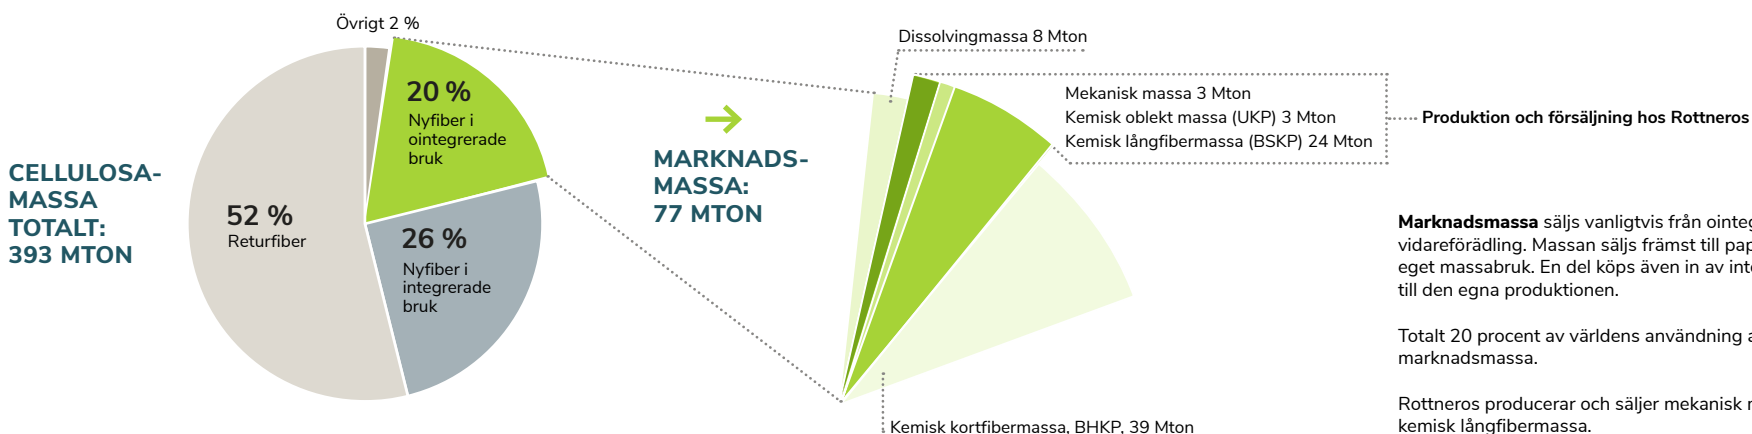 Övrigt 2 %
20 %
Nyfiber i
ointegrerade
bruk
CELLULOSA-
MASSA
TOTALT:
393 MTON
52 %
Returfiber
26 %
Nyfiber i
integrerade
bruk
MARKNADS-
MASSA:
77 MTON
Dissolvingmassa 8 Mton
Mekanisk massa 3 Mton
Kemisk oblekt massa (UKP) 3 Mton
Kemisk långfibermassa (BSKP) 24 Mton
Produktion och försäljning hos Rottneros
Kemisk kortfibermassa, BHKP, 39 Mton
Marknadsmassa säljs vanligtvis från
vidareförädling. Massan säljs främst till
eget massabruk. En del köps även in av
till den egna produktionen.
Totalt 20 procent av världens användning
marknadsmassa.
Rottneros producerar och säljer mekanisk
kemisk långfibermassa.